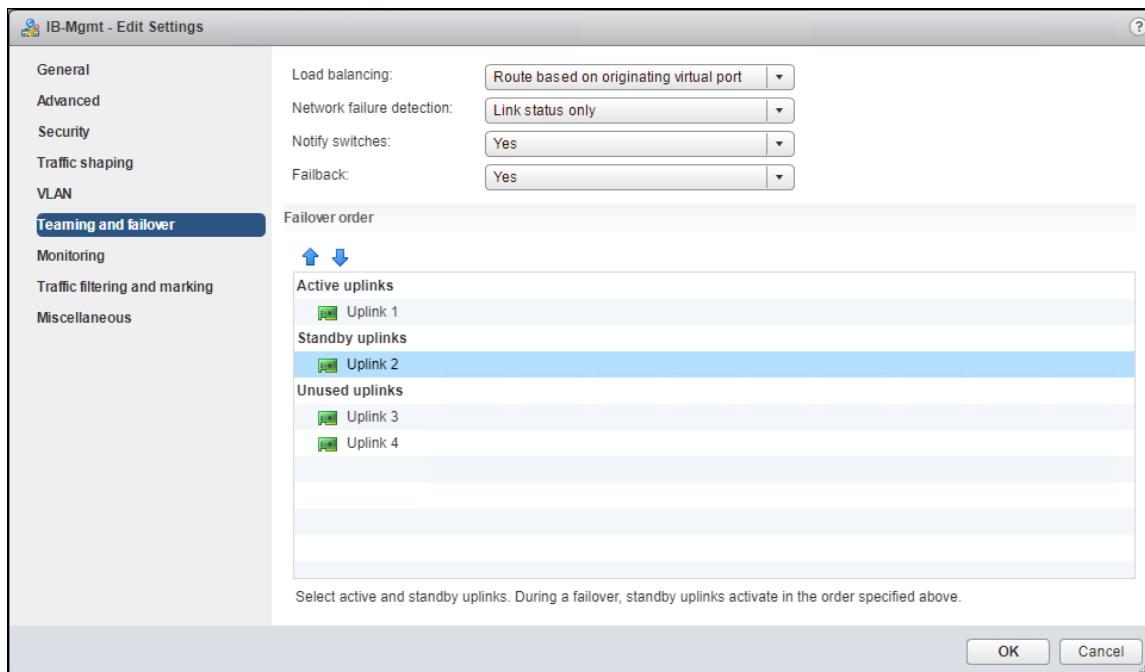 IB-Mgmt - Edit Settings
?
General
Advanced
Security
Traffic shaping
VLAN
Teaming and failover
Monitoring
Traffic filtering and marking
Miscellaneous
Load balancing: Route based on originating virtual port
Network failure detection: Link status only
Notify switches: Yes
Failback: Yes
Failover order
Active uplinks
Uplink 1
Standby uplinks
Uplink 2
Unused uplinks
Uplink 3
Uplink 4
Select active and standby uplinks. During a failover, standby uplinks activate in the order specified above.
OK Cancel